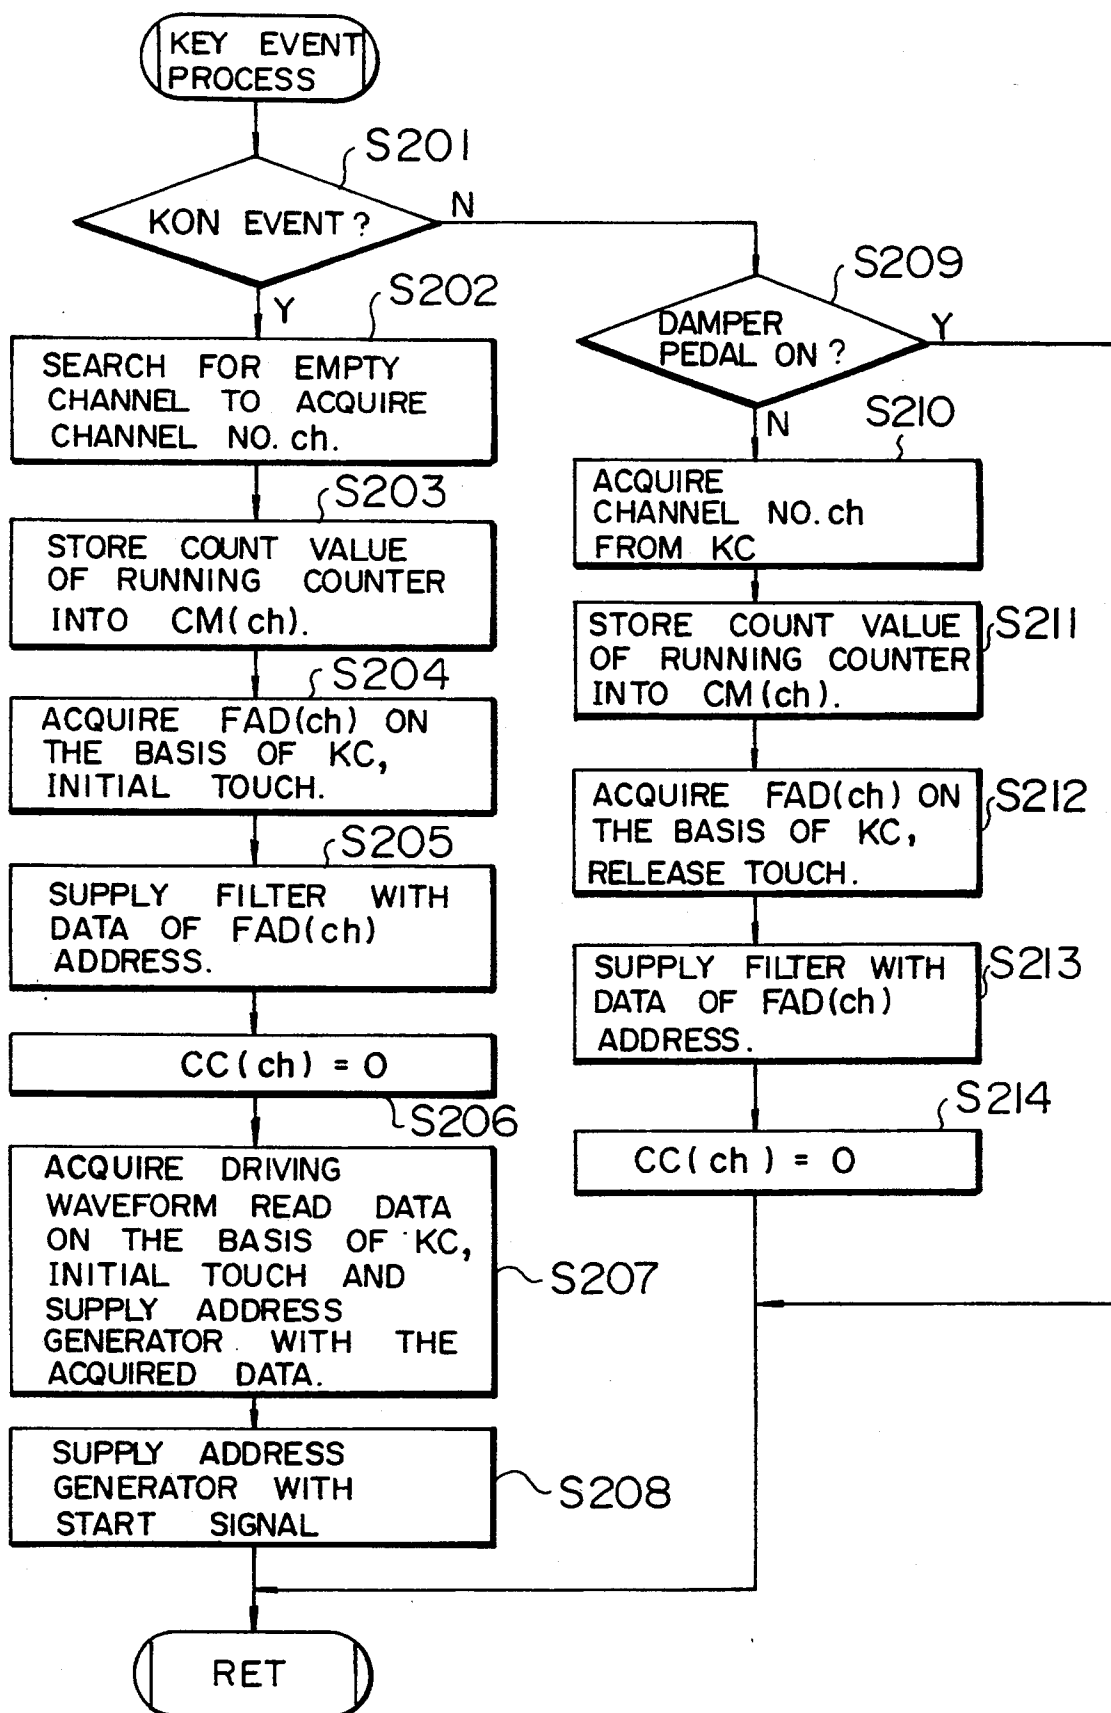 KEY EVENT
PROCESS
S201
KON EVENT?
N
Y
S202
SEARCH FOR EMPTY
CHANNEL TO ACQUIRE
CHANNEL NO. ch.
S203
STORE COUNT VALUE
OF RUNNING COUNTER
INTO CM(ch).
S204
ACQUIRE FAD(ch) ON
THE BASIS OF KC,
INITIAL TOUCH.
S205
SUPPLY FILTER WITH
DATA OF FAD(ch)
ADDRESS.
CC(ch) = 0
S206
ACQUIRE DRIVING
WAVEFORM READ DATA
ON THE BASIS OF KC,
INITIAL TOUCH AND
SUPPLY ADDRESS
GENERATOR WITH THE
ACQUIRED DATA.
S207
SUPPLY ADDRESS
GENERATOR WITH
START SIGNAL
S208
S209
DAMPER
PEDAL ON?
Y
N
S210
ACQUIRE
CHANNEL NO. ch
FROM KC
STORE COUNT VALUE
OF RUNNING COUNTER
INTO CM(ch).
S211
ACQUIRE FAD(ch) ON
THE BASIS OF KC,
RELEASE TOUCH.
S212
SUPPLY FILTER WITH
DATA OF FAD(ch)
ADDRESS.
S213
S214
CC(ch) = 0
RET